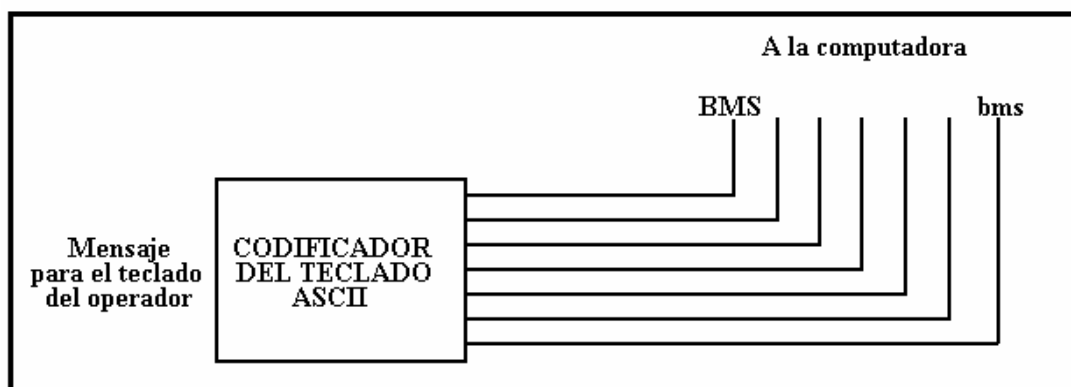 A la computadora
BMS
bms
Mensaje
para el teclado
del operador
CODIFICADOR
DEL TECLADO
ASCII